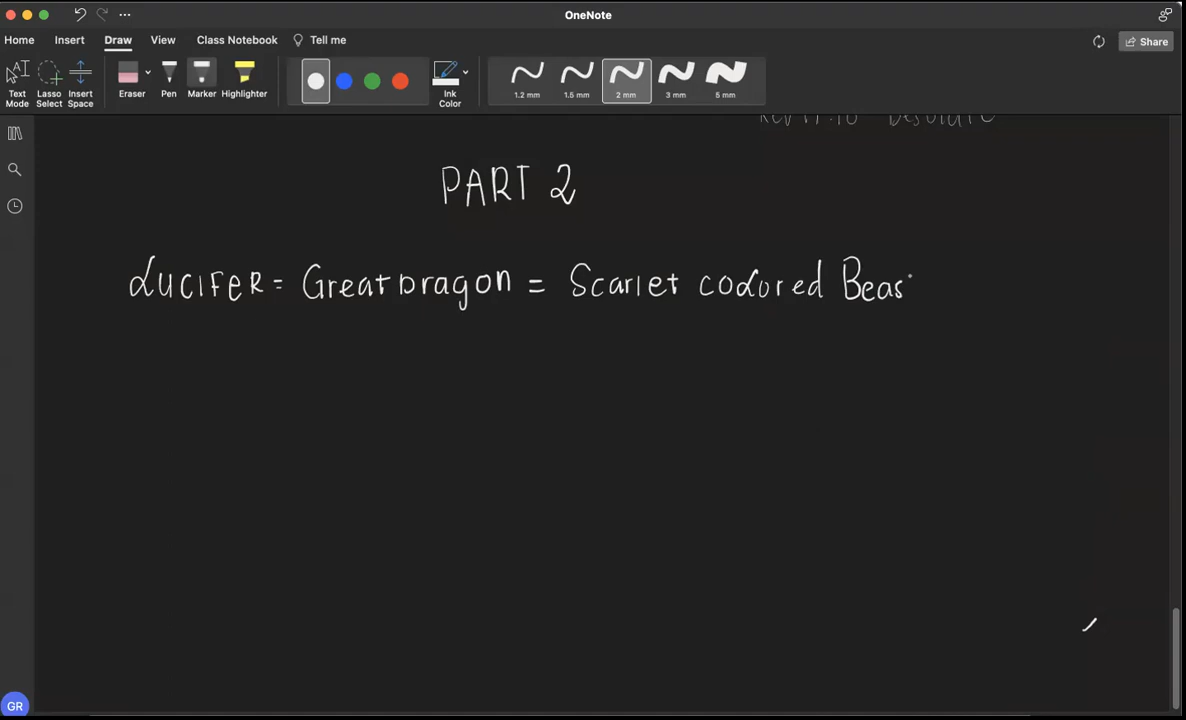 OneNote
Home Insert Draw View Class Notebook Tell me Share
Text Mode Lasso Select Insert Space Eraser Pen Marker Highlighter Ink Color 1.2 mm 1.5 mm 2 mm 3 mm 5 mm
PART 2
LUCIFER = Great Dragon = Scarlet colored Beas
GR